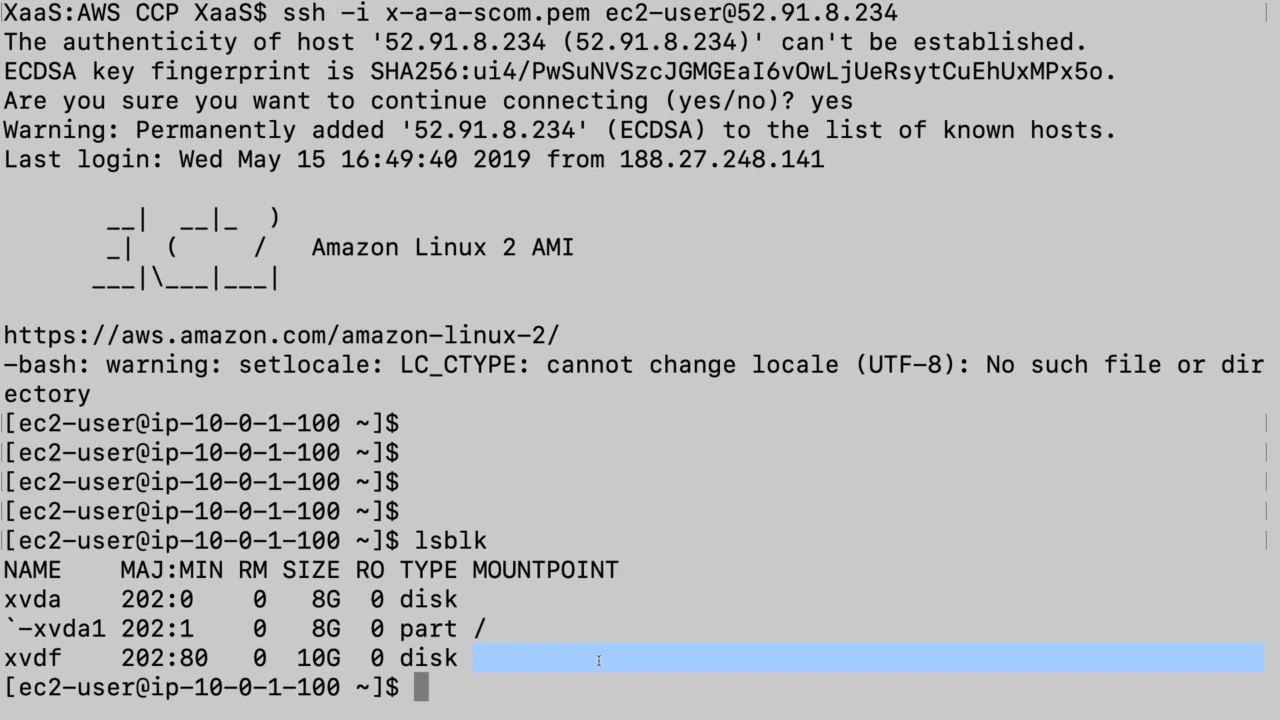 XaaS:AWS CCP XaaS$ ssh -i x-a-a-scom.pem ec2-user@52.91.8.234
The authenticity of host '52.91.8.234 (52.91.8.234)' can't be established.
ECDSA key fingerprint is SHA256:ui4/PwSuNVSzcJGMGEaI6vOwLjUeRsytCuEhUxMPx5o.
Are you sure you want to continue connecting (yes/no)? yes
Warning: Permanently added '52.91.8.234' (ECDSA) to the list of known hosts.
Last login: Wed May 15 16:49:40 2019 from 188.27.248.141
       __|  __|_  )
       _|  (     /   Amazon Linux 2 AMI
      ___|\___|___|
https://aws.amazon.com/amazon-linux-2/
-bash: warning: setlocale: LC_CTYPE: cannot change locale (UTF-8): No such file or dir
ectory
[ec2-user@ip-10-0-1-100 ~]$
[ec2-user@ip-10-0-1-100 ~]$
[ec2-user@ip-10-0-1-100 ~]$
[ec2-user@ip-10-0-1-100 ~]$
[ec2-user@ip-10-0-1-100 ~]$ lsblk
NAME    MAJ:MIN RM SIZE RO TYPE MOUNTPOINT
xvda    202:0    0   8G  0 disk
`-xvda1 202:1    0   8G  0 part /
xvdf    202:80   0  10G  0 disk
[ec2-user@ip-10-0-1-100 ~]$